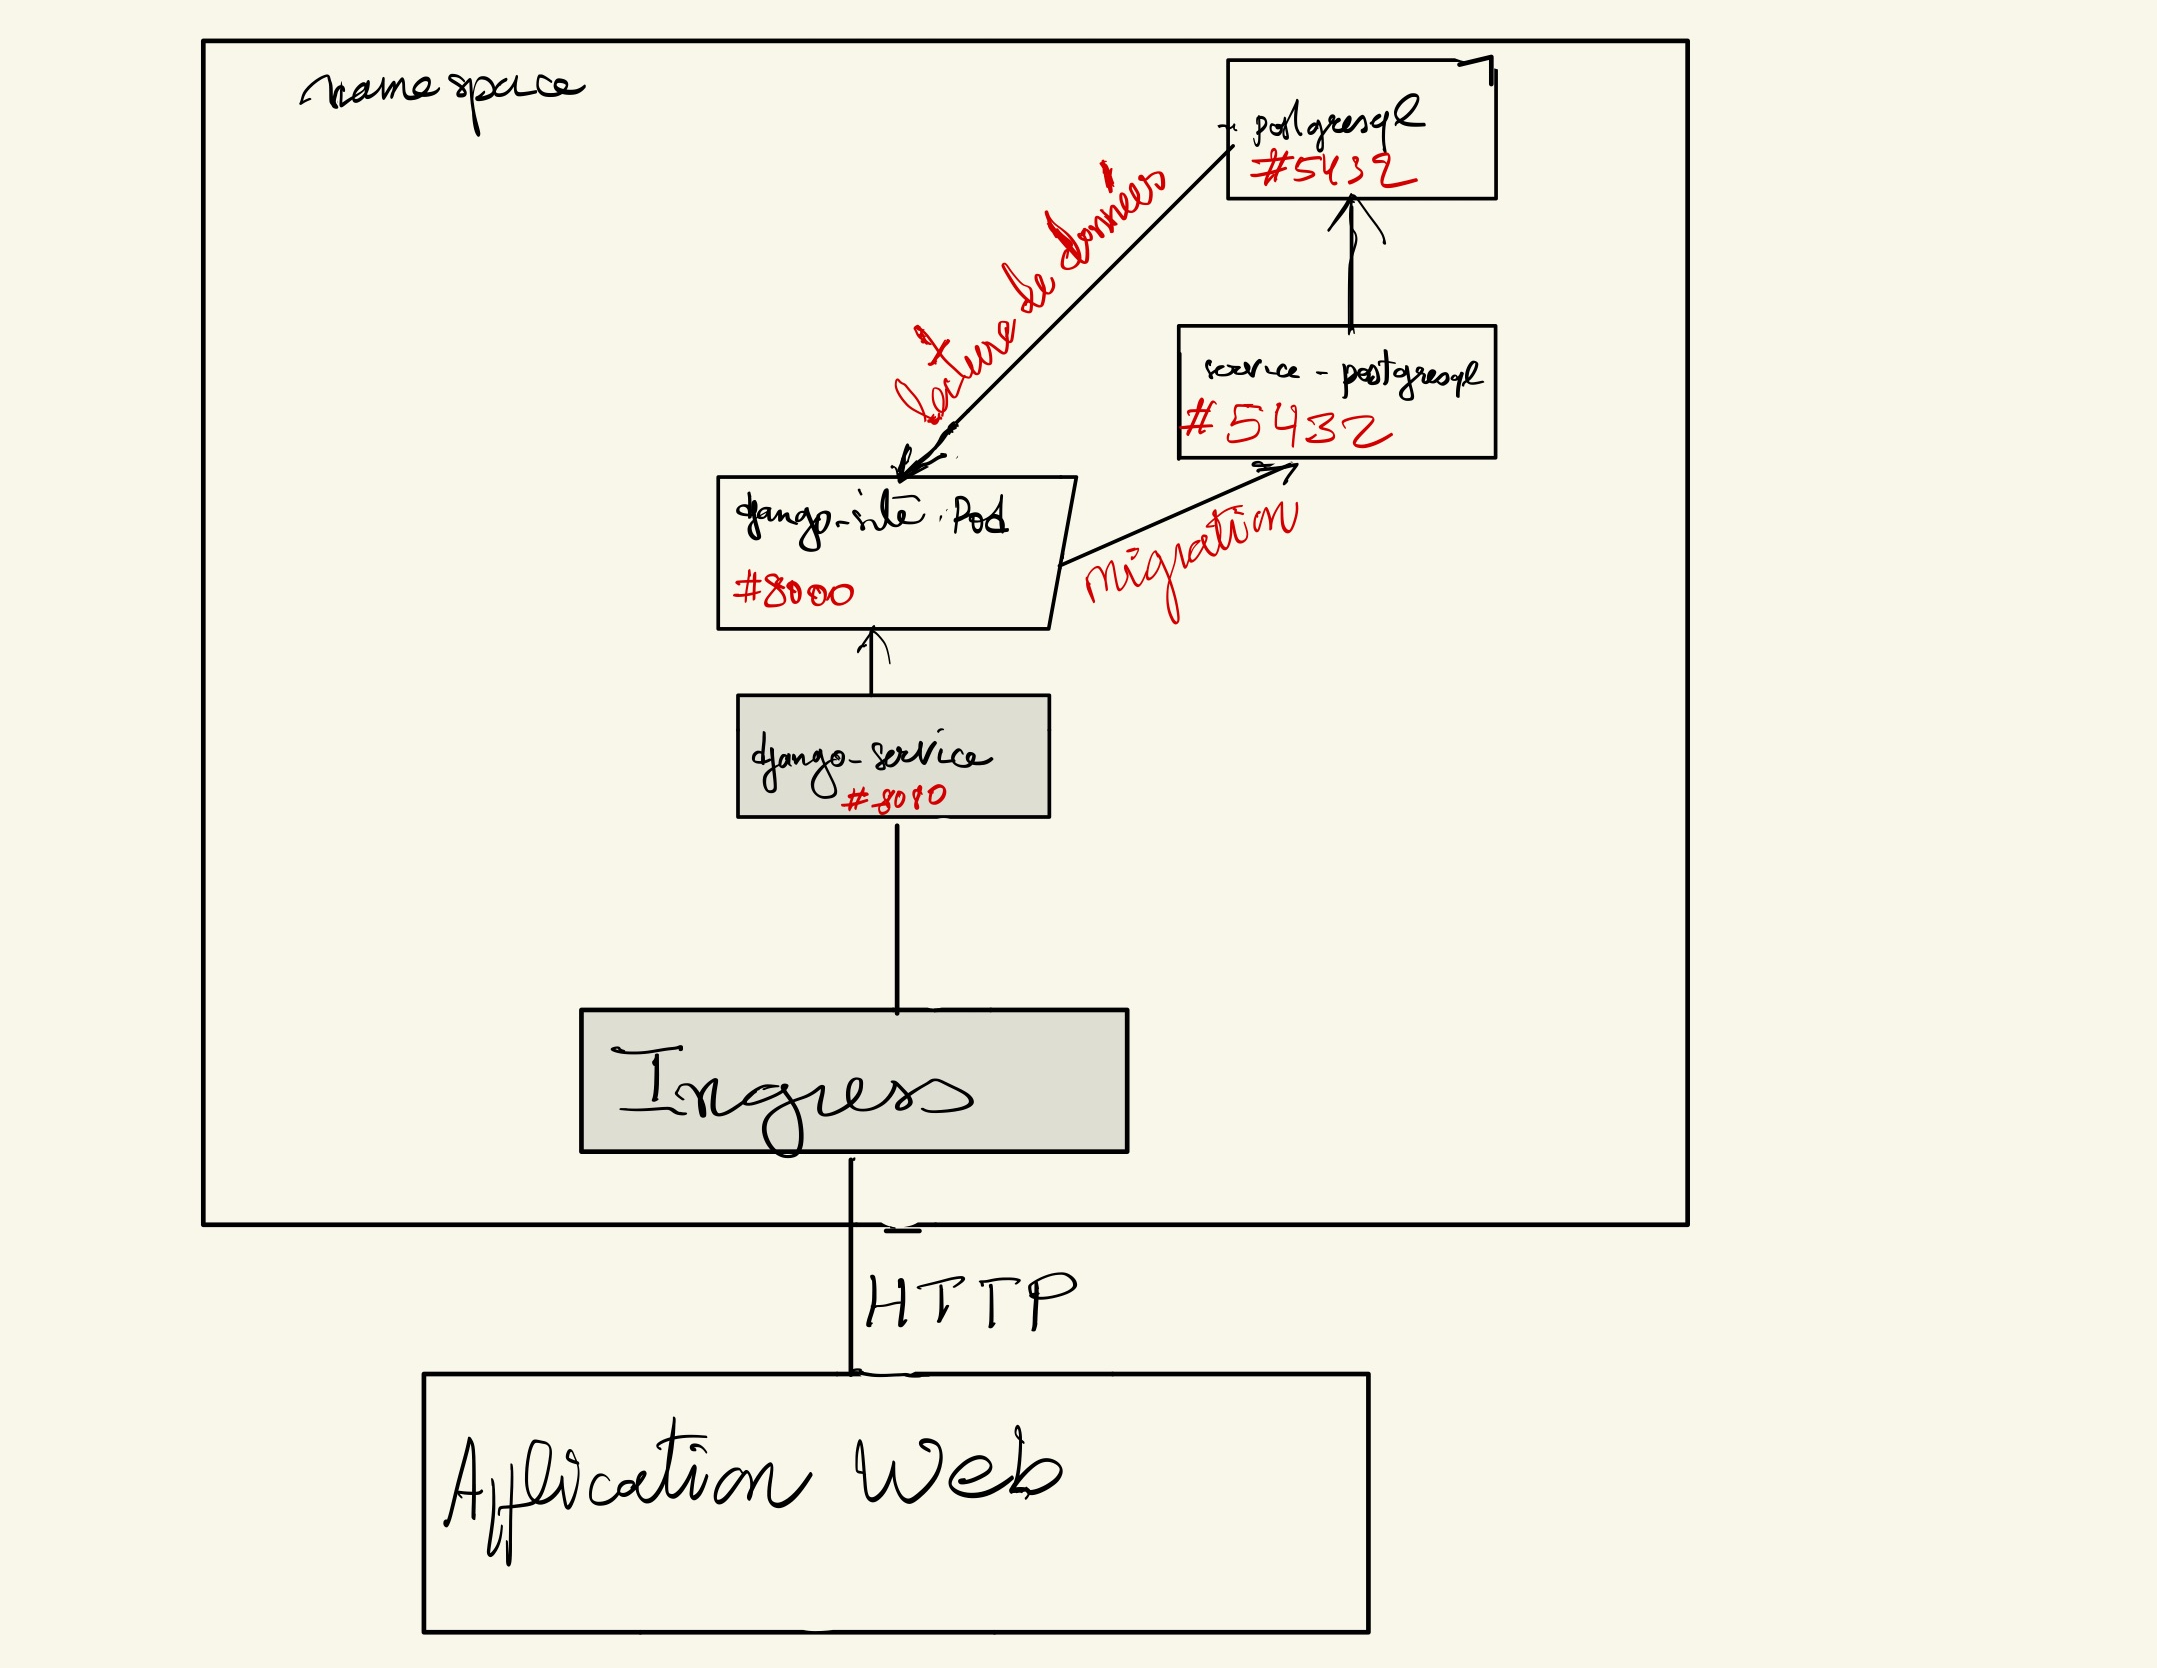 namespace
- postgresql
#5432
lecture de données
service - postgresql
#5432
django-site-Pod
#8000
migration
django-service
#8080
Ingress
HTTP
Application Web